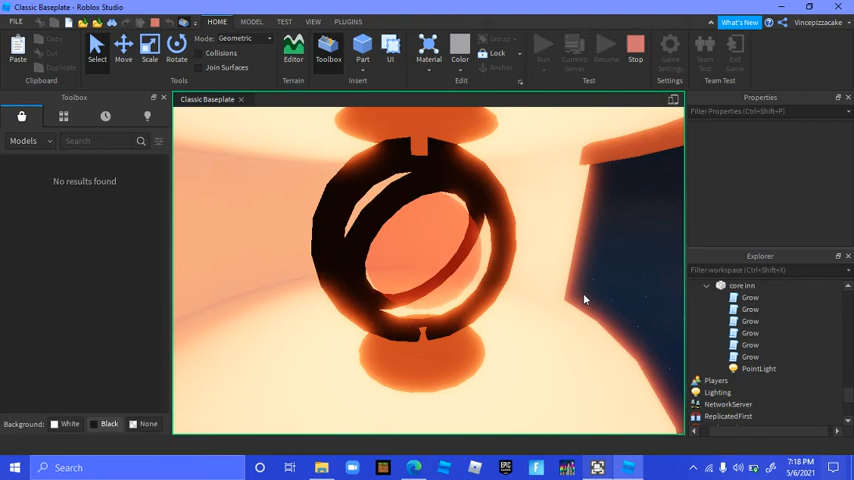 Classic Baseplate - Roblox Studio
FILE
HOME MODEL TEST VIEW PLUGINS
What's New
Vincepizzacake
Paste
Copy
Cut
Duplicate
Clipboard
Select
Move
Scale
Rotate
Mode: Geometric
Collisions
Join Surfaces
Tools
Editor
Terrain
Toolbox
Part
UI
Insert
Material
Color
Group
Lock
Anchor
Edit
Run
Current: Server
Resume
Stop
Test
Game Settings
Settings
Team Test
Exit Game
Team Test
Toolbox
Models
Search
No results found
Background: White Black None
Classic Baseplate
Properties
Filter Properties (Ctrl+Shift+P)
Explorer
Filter workspace (Ctrl+Shift+X)
core inn
Grow
Grow
Grow
Grow
Grow
Grow
PointLight
Players
Lighting
NetworkServer
ReplicatedFirst
Search
EPIC GAMES
7:18 PM
5/6/2021